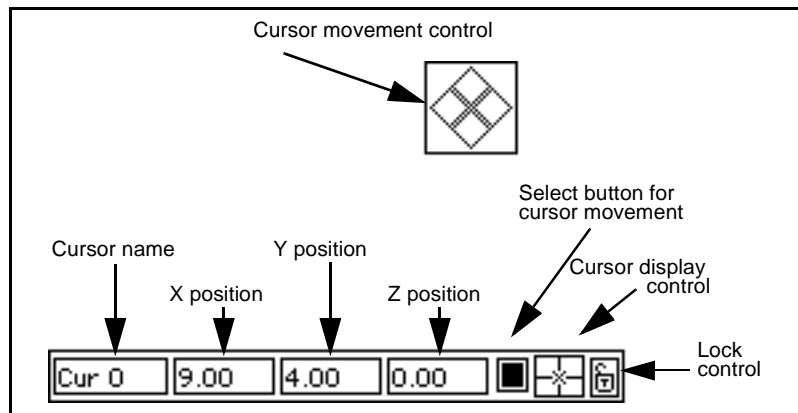 Cursor movement control
Select button for
cursor movement
Cursor name
Y position
Cursor display
control
X position
Z position
Lock
control
Cur 0
9.00
4.00
0.00